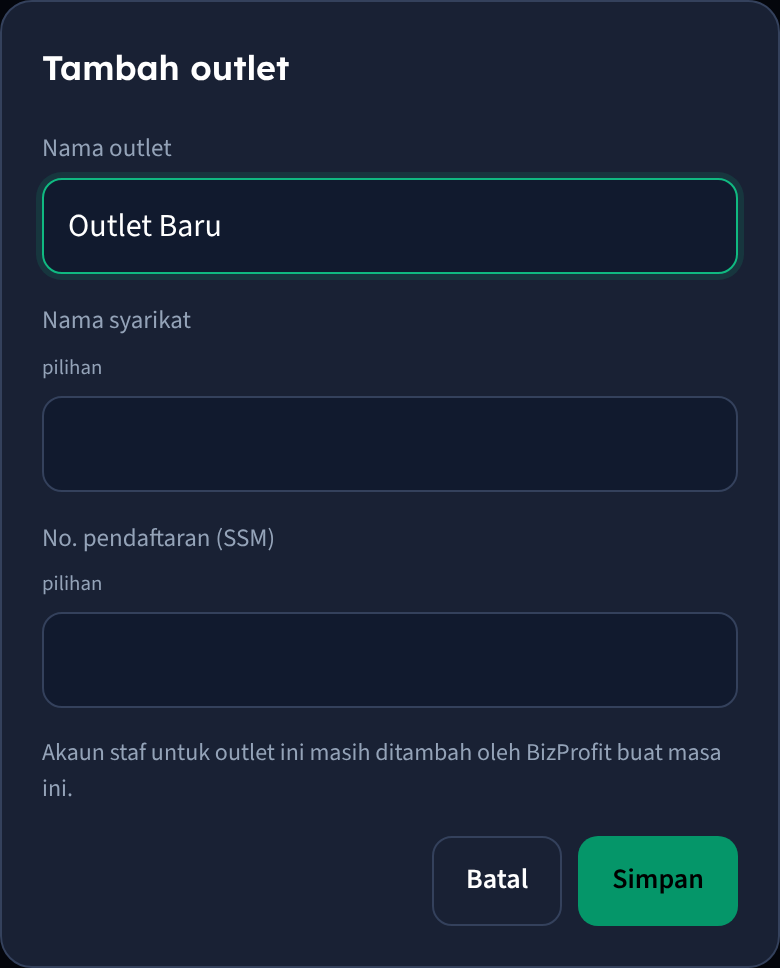 Tambah outlet
Nama outlet
Outlet Baru
Nama syarikat
pilihan
No. pendaftaran (SSM)
pilihan
Akaun staf untuk outlet ini masih ditambah oleh BizProfit buat masa
ini.
Batal
Simpan